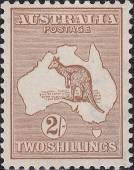 AUSTRALIA
POSTAGE
2/-
TWO SHILLINGS